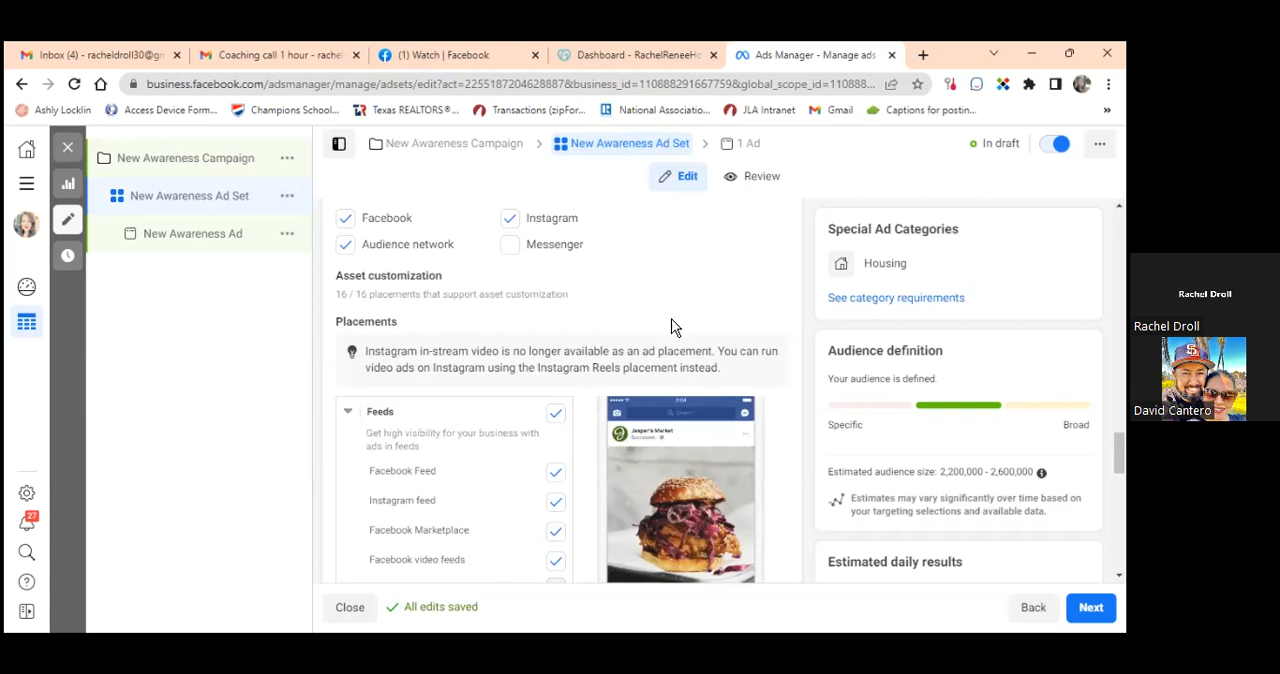 Inbox (4) - racheldroll30@gm
Coaching call 1 hour - rache
(1) Watch | Facebook
Dashboard - RachelReneeHo
Ads Manager - Manage ads
business.facebook.com/adsmanager/manage/adsets/edit?act=22551872046288878&business_id=110888291667759&global_scope_id=110888...
Ashly Locklin
Access Device Form...
Champions School...
Texas REALTORS® ...
Transactions (zipFor...
National Associatio...
JLA Intranet
Gmail
Captions for postin...
»
New Awareness Campaign
New Awareness Ad Set
1 Ad
In draft
Edit
Review
New Awareness Campaign
New Awareness Ad Set
New Awareness Ad
27
Facebook
Instagram
Audience network
Messenger
Asset customization
16 / 16 placements that support asset customization
Placements
Instagram in-stream video is no longer available as an ad placement. You can run
video ads on Instagram using the Instagram Reels placement instead.
Feeds
Get high visibility for your business with
ads in feeds
Facebook Feed
Instagram feed
Facebook Marketplace
Facebook video feeds
Search
Jasper's Market
Special Ad Categories
Housing
See category requirements
Audience definition
Your audience is defined.
Specific
Broad
Estimated audience size: 2,200,000 - 2,600,000
Estimates may vary significantly over time based on
your targeting selections and available data.
Estimated daily results
Close
All edits saved
Back
Next
Rachel Droll
Rachel Droll
David Cantero